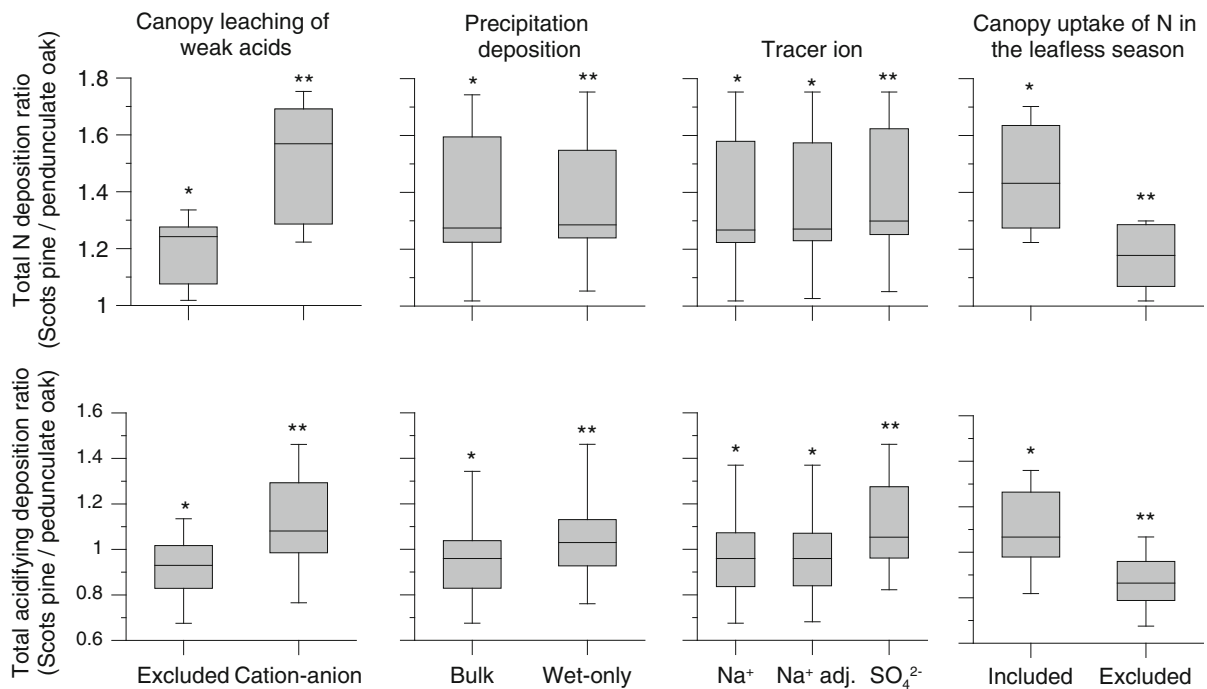 Canopy leaching of
weak acids
Precipitation
deposition
Tracer ion
Canopy uptake of N in
the leafless season
Total N deposition ratio
(Scots pine / pendunculate oak)
1.8
1.6
1.4
1.2
1
*
**
*
**
*
*
**
*
**
Total acidifying deposition ratio
(Scots pine / pedunculate oak)
1.6
1.4
1.2
1
0.8
0.6
*
**
*
**
*
*
**
*
**
Excluded Cation-anion
Bulk Wet-only
Na⁺ Na⁺ adj. SO₄²⁻
Included Excluded